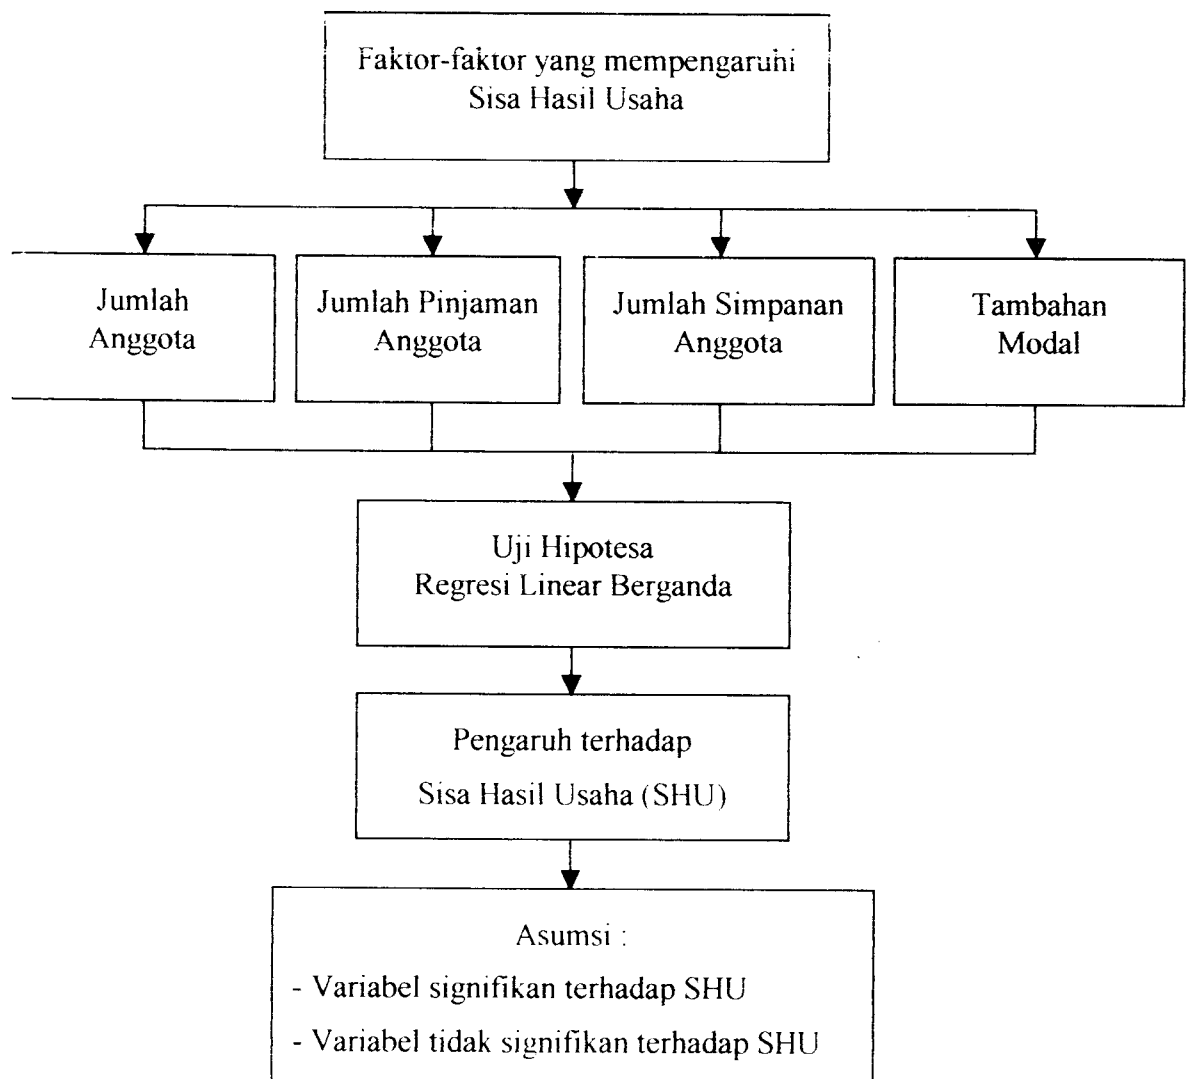 Faktor-faktor yang mempengaruhi
Sisa Hasil Usaha
Jumlah
Anggota
Jumlah Pinjaman
Anggota
Jumlah Simpanan
Anggota
Tambahan
Modal
Uji Hipotesa
Regresi Linear Berganda
Pengaruh terhadap
Sisa Hasil Usaha (SHU)
Asumsi :
- Variabel signifikan terhadap SHU
- Variabel tidak signifikan terhadap SHU